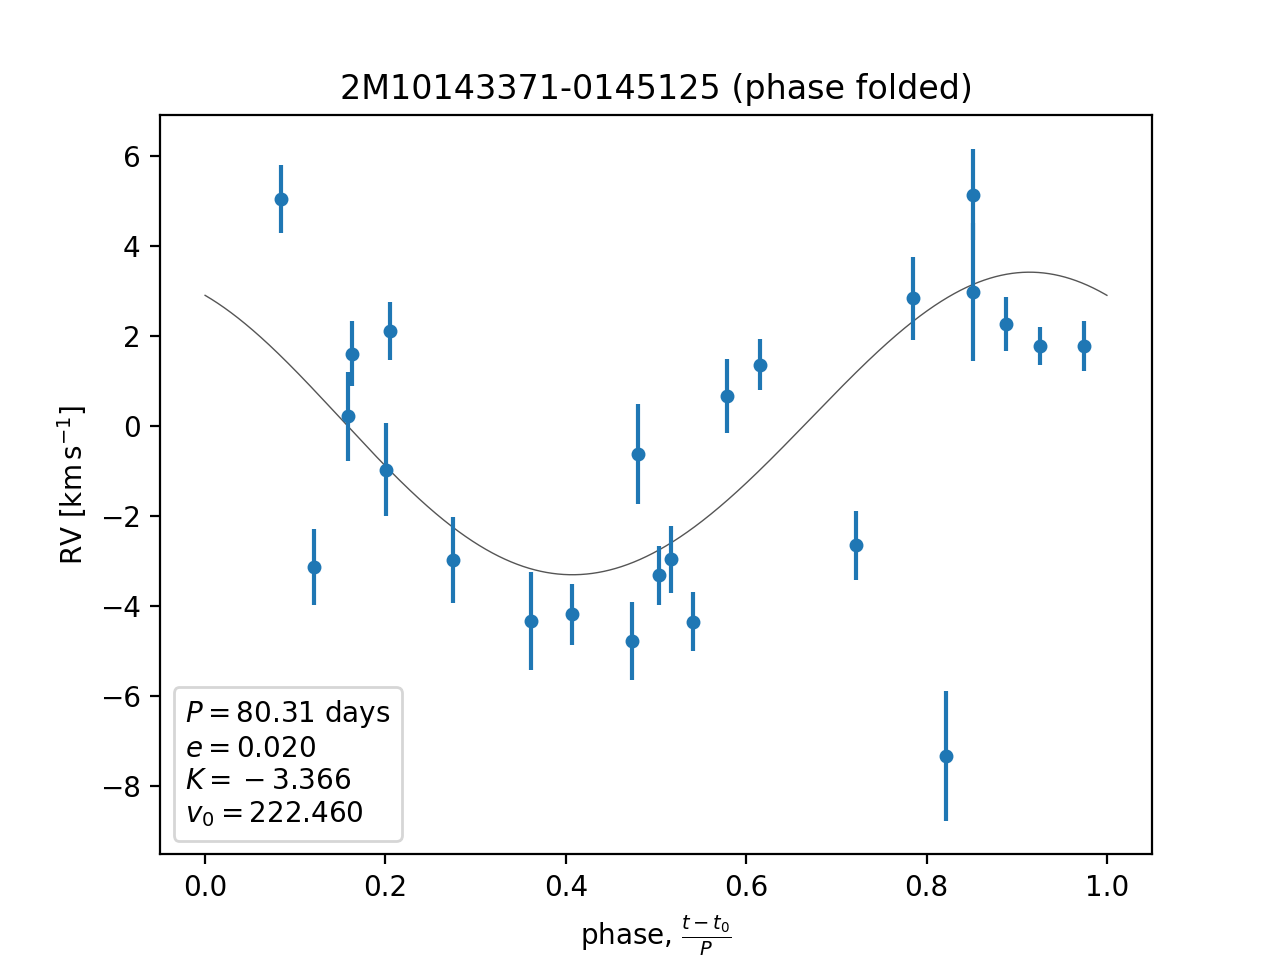 2M10143371-0145125 (phase folded)
RV [km s⁻¹]
6
4
2
0
−2
−4
−6
−8
P = 80.31 days
e = 0.020
K = − 3.366
v₀ = 222.460
0.0 0.2 0.4 0.6 0.8 1.0
phase, (t − t₀)/P